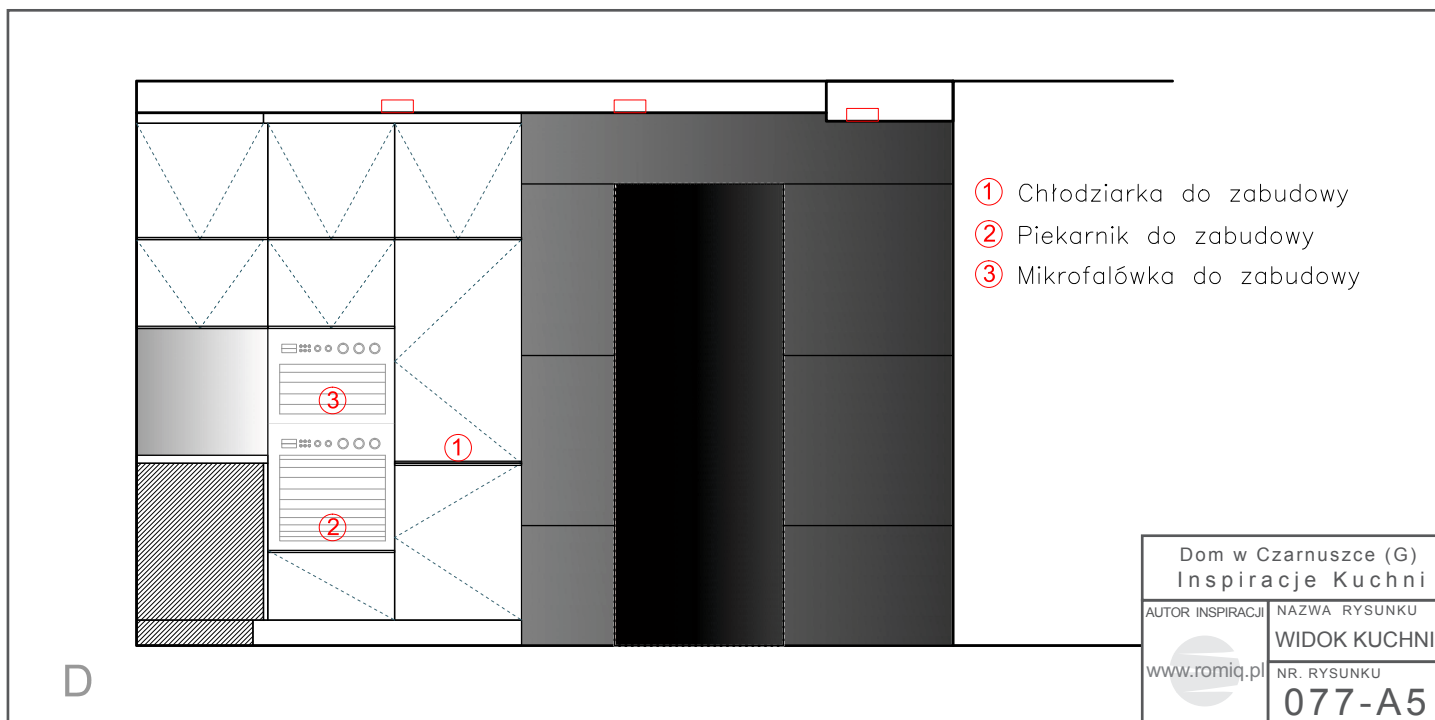 1 Chłodziarka do zabudowy
2 Piekarnik do zabudowy
3 Mikrofalówka do zabudowy
3
1
2
D
Dom w Czarnuszce (G)
Inspiracje Kuchni
AUTOR INSPIRACJI
www.romiq.pl
NAZWA RYSUNKU
WIDOK KUCHNI
NR. RYSUNKU
077-A5